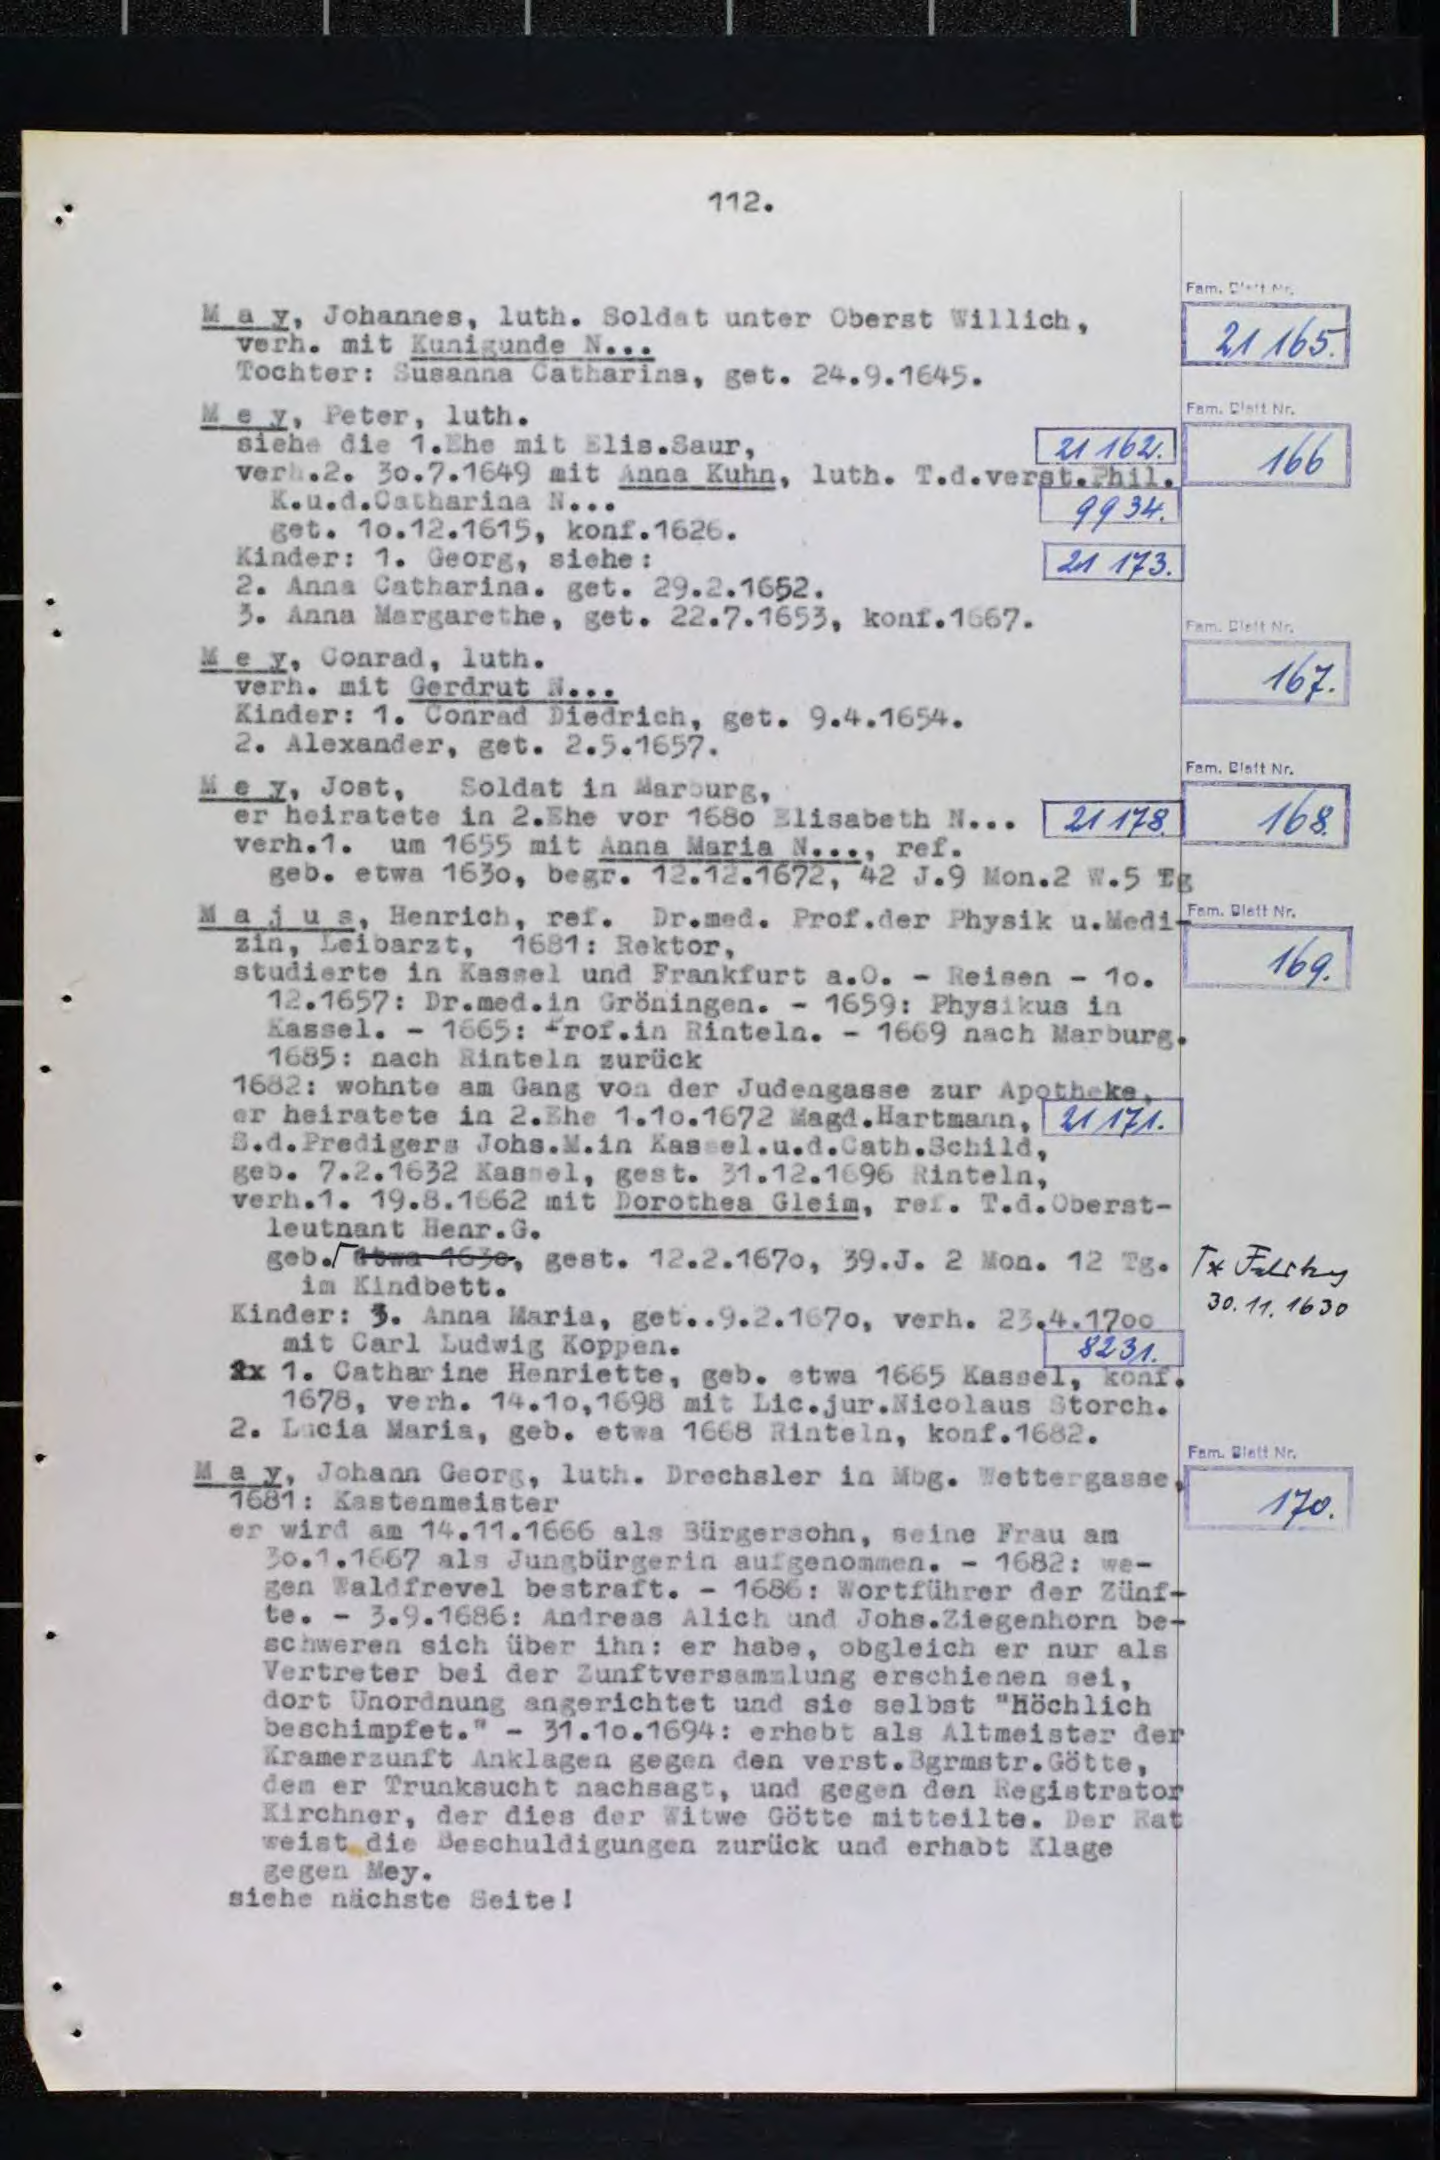 112.
Fam. Blatt Nr.
M a y, Johannes, luth. Soldat unter Oberst Willich,
21 165.
verh. mit Kunigunde N...
Tochter: Susanna Catharina, get. 24.9.1645.
Fam. Blatt Nr.
M e y, Peter, luth.
siehe die 1.Ehe mit Elis.Saur, 21 162.
166
verh.2. 30.7.1649 mit Anna Kuhn, luth. T.d.verst.Phil.
K.u.d.Catharina N... 9934.
get. 1o.12.1615, konf.1626.
Kinder: 1. Georg, siehe: 21 173.
2. Anna Catharina. get. 29.2.1652.
3. Anna Margarethe, get. 22.7.1653, konf.1667.
Fam. Blatt Nr.
M e y, Conrad, luth.
167.
verh. mit Gerdrut N...
Kinder: 1. Conrad Diedrich, get. 9.4.1654.
2. Alexander, get. 2.5.1657.
Fam. Blatt Nr.
M e y, Jost, Soldat in Marburg,
er heiratete in 2.Ehe vor 168o Elisabeth N... 21 178.
168.
verh.1. um 1655 mit Anna Maria N..., ref.
geb. etwa 163o, begr. 12.12.1672, 42 J.9 Mon.2 W.5 Tg
Fam. Blatt Nr.
M a j u s, Henrich, ref. Dr.med. Prof.der Physik u.Medi-
zin, Leibarzt, 1681: Rektor,
169.
studierte in Kassel und Frankfurt a.O. - Reisen - 1o.
12.1657: Dr.med.in Gröningen. - 1659: Physikus in
Kassel. - 1665: Prof.in Rinteln. - 1669 nach Marburg.
1685: nach Rinteln zurück
1682: wohnte am Gang von der Judengasse zur Apotheke,
er heiratete in 2.Ehe 1.1o.1672 Magd.Hartmann, 21 171.
S.d.Predigers Johs.M.in Kassel.u.d.Cath.Schild,
geb. 7.2.1632 Kassel, gest. 31.12.1696 Rinteln,
verh.1. 19.8.1662 mit Dorothea Gleim, ref. T.d.Oberst-
leutnant Henr.G.
geb.┌ etwa 163o, gest. 12.2.167o, 39.J. 2 Mon. 12 Tg.
im Kindbett.
┌*
30.11.1630
Kinder: 3. Anna Maria, get..9.2.167o, verh. 23.4.17oo
mit Carl Ludwig Koppen. 8231.
1. Catharine Henriette, geb. etwa 1665 Kassel, konf.
1678, verh. 14.1o,1698 mit Lic.jur.Nicolaus Storch.
2. Lucia Maria, geb. etwa 1668 Rinteln, konf.1682.
Fam. Blatt Nr.
M a y, Johann Georg, luth. Drechsler in Mbg. Wettergasse,
170.
1681: Kastenmeister
er wird am 14.11.1666 als Bürgersohn, seine Frau am
3o.1.1667 als Jungbürgerin aufgenommen. - 1682: we-
gen Waldfrevel bestraft. - 1686: Wortführer der Zünf-
te. - 3.9.1686: Andreas Alich und Johs.Ziegenhorn be-
schweren sich über ihn: er habe, obgleich er nur als
Vertreter bei der Zunftversammlung erschienen sei,
dort Unordnung angerichtet und sie selbst "Höchlich
beschimpfet." - 31.1o.1694: erhebt als Altmeister der
Kramerzunft Anklagen gegen den verst.Bgrmstr.Götte,
dem er Trunksucht nachsagt, und gegen den Registrator
Kirchner, der dies der Witwe Götte mitteilte. Der Rat
weist die Beschuldigungen zurück und erhabt Klage
gegen Mey.
siehe nächste Seite!